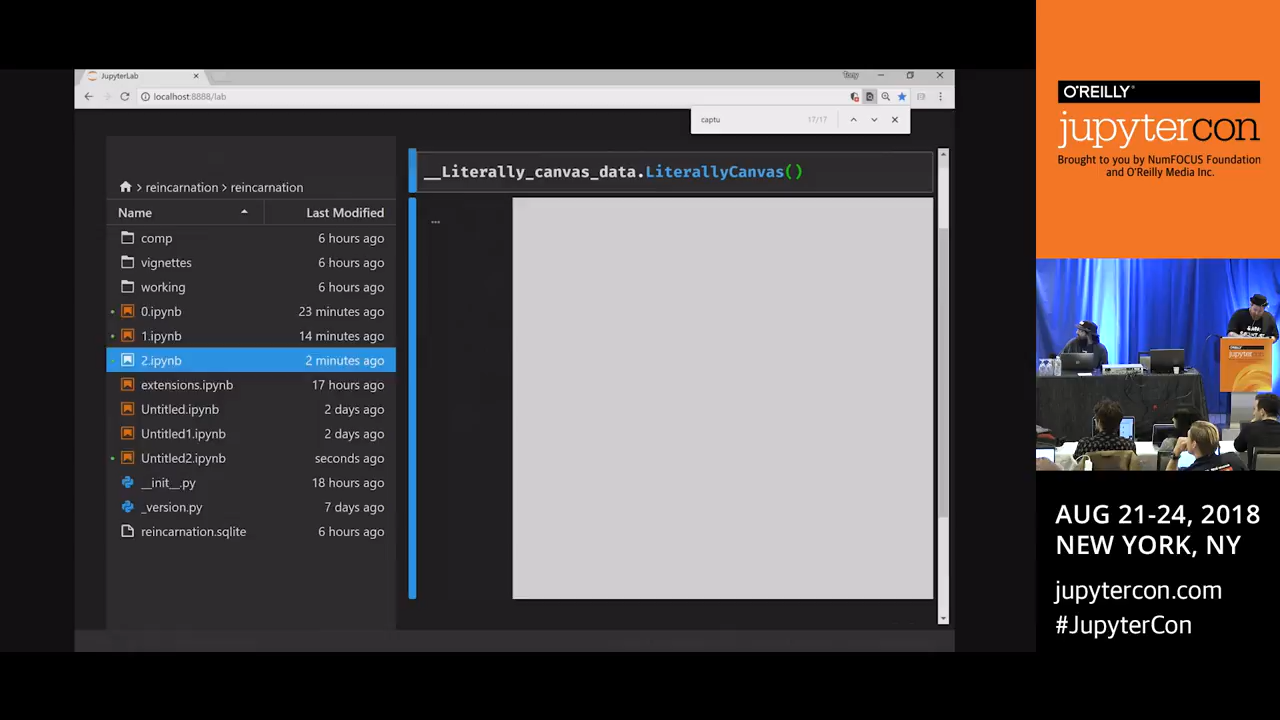 JupyterLab
Tony
localhost:8888/lab
captu
17/17
reincarnation > reincarnation
Name
Last Modified
comp
6 hours ago
vignettes
6 hours ago
working
6 hours ago
0.ipynb
23 minutes ago
1.ipynb
14 minutes ago
2.ipynb
2 minutes ago
extensions.ipynb
17 hours ago
Untitled.ipynb
2 days ago
Untitled1.ipynb
2 days ago
Untitled2.ipynb
seconds ago
__init__.py
18 hours ago
_version.py
7 days ago
reincarnation.sqlite
6 hours ago
__Literally_canvas_data.LiterallyCanvas()
...
O'REILLY®
jupytercon
Brought to you by NumFOCUS Foundation
and O'Reilly Media Inc.
O'REILLY
jupytercon
AUG 21-24, 2018
NEW YORK, NY
jupytercon.com
#JupyterCon